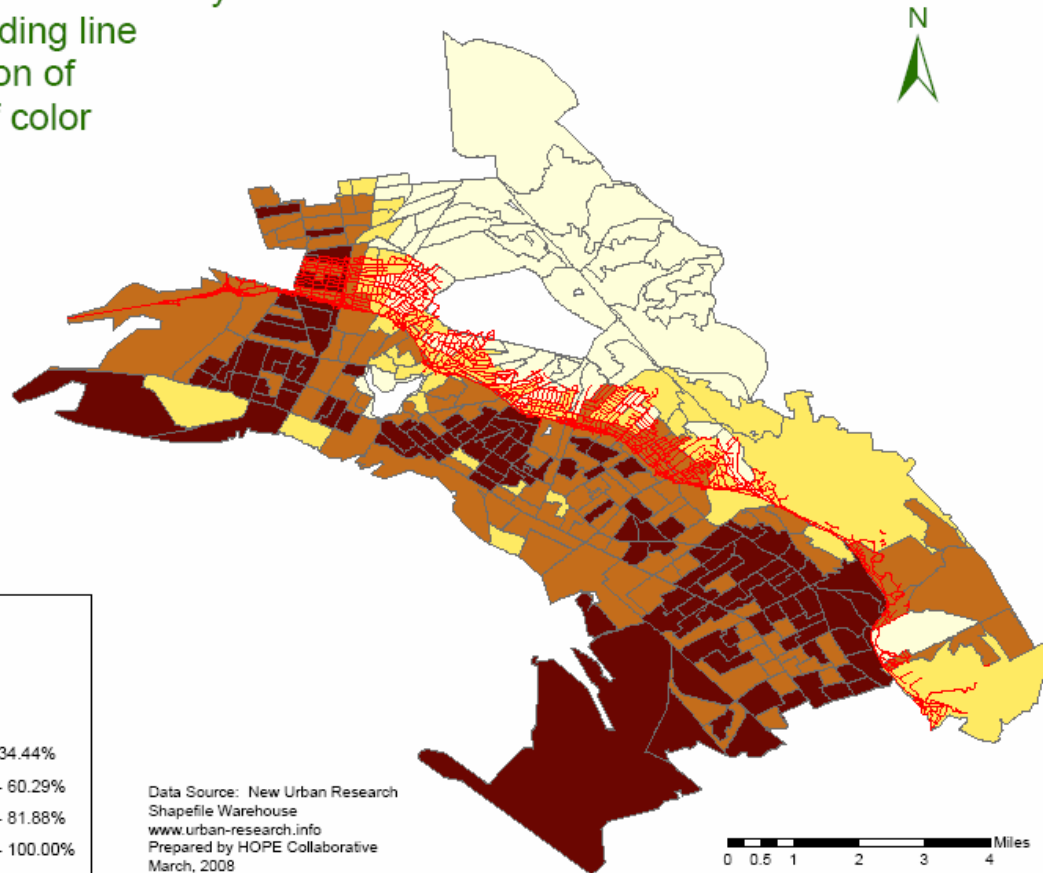 ding line
on of
color
N
34.44%
- 60.29%
- 81.88%
- 100.00%
Data Source: New Urban Research
Shapefile Warehouse
www.urban-research.info
Prepared by HOPE Collaborative
March, 2008
Miles
0 0.5 1 2 3 4